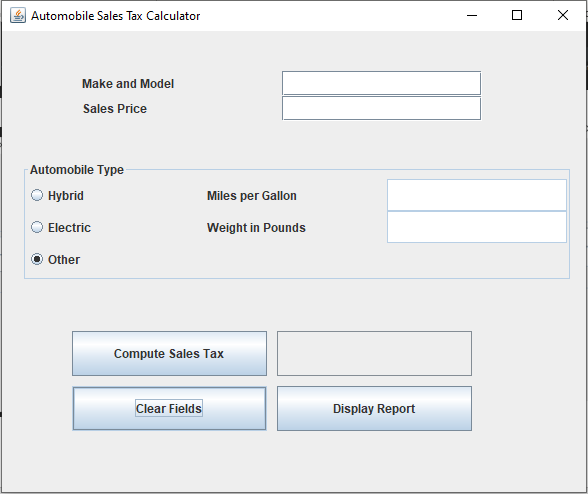 Automobile Sales Tax Calculator
Make and Model
Sales Price
Automobile Type
Hybrid Miles per Gallon
Electric Weight in Pounds
Other
Compute Sales Tax
Clear Fields Display Report